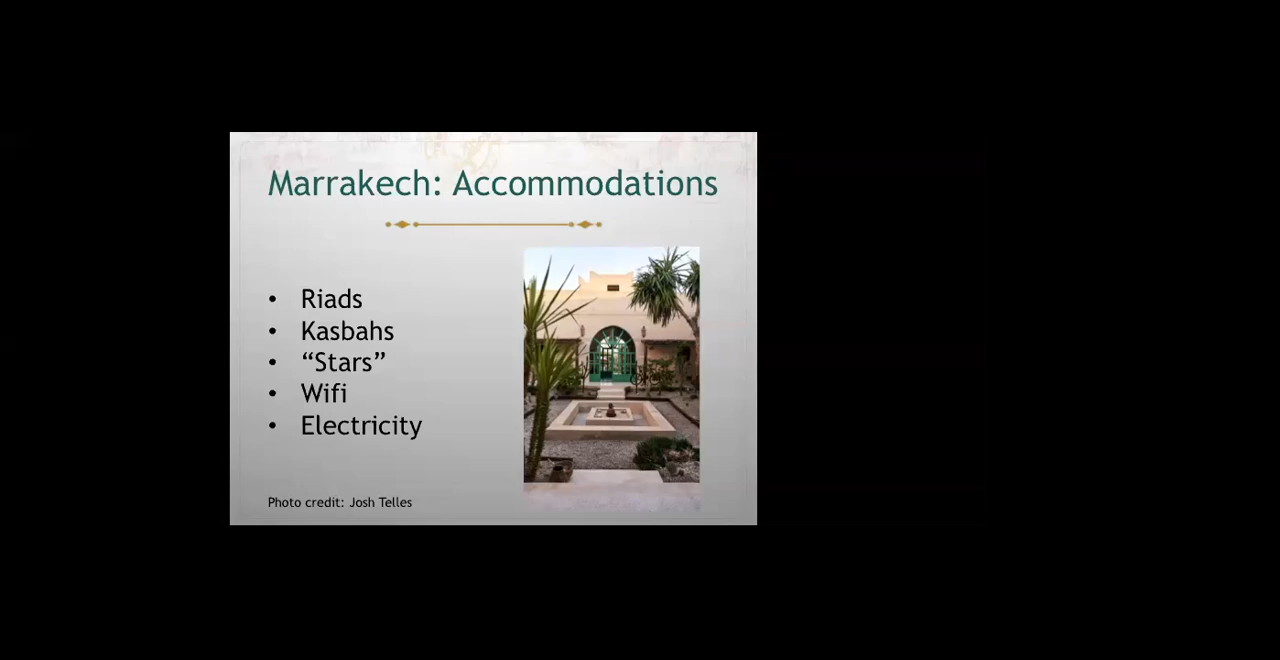 Marrakech: Accommodations
• Riads
• Kasbahs
• “Stars”
• Wifi
• Electricity
Photo credit: Josh Telles